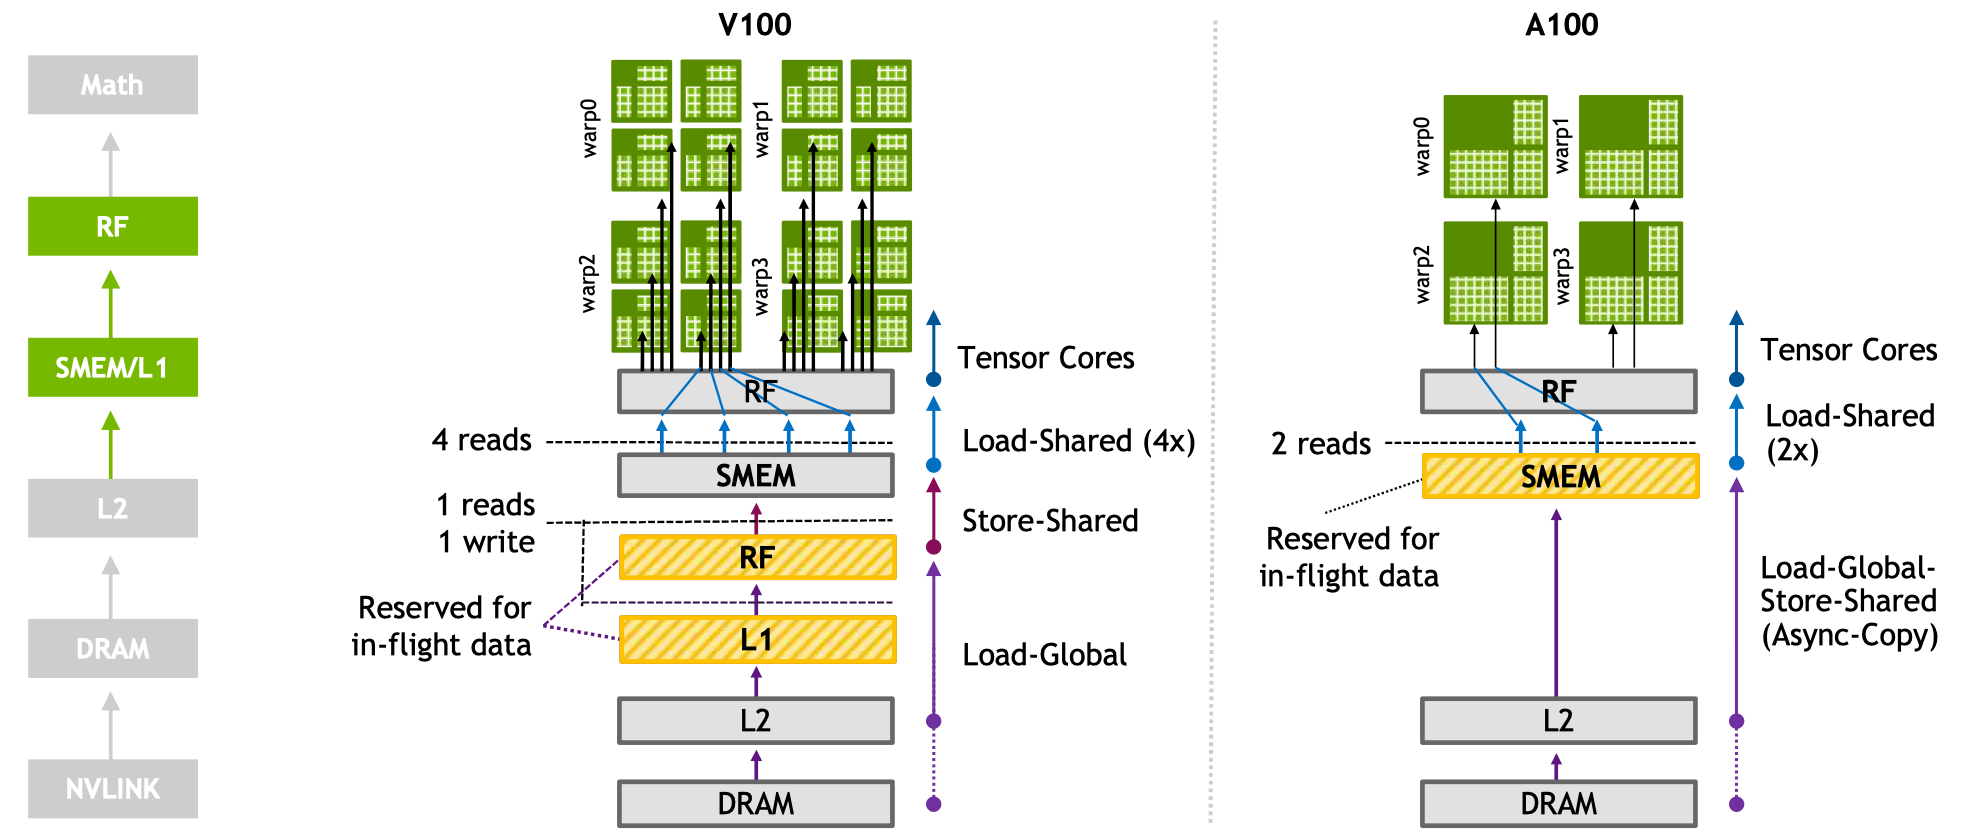 Math
RF
SMEM/L1
L2
DRAM
NVLINK
V100
warp0
warp1
warp2
warp3
Tensor Cores
RF
4 reads
Load-Shared (4x)
SMEM
1 reads
1 write
Store-Shared
RF
Reserved for
in-flight data
L1
Load-Global
L2
DRAM
A100
warp0
warp1
warp2
warp3
Tensor Cores
RF
2 reads
Load-Shared
(2x)
SMEM
Reserved for
in-flight data
Load-Global-
Store-Shared
(Async-Copy)
L2
DRAM